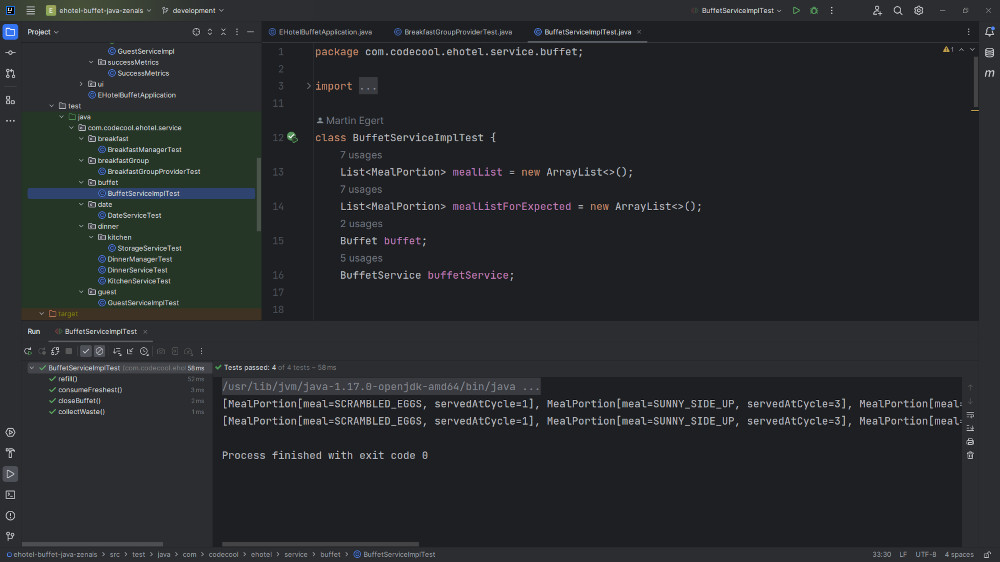 E ehotel-buffet-java-zenais development BuffetServiceImplTest
Project
EHotelBuffetApplication.java BreakfastGroupProviderTest.java BuffetServiceImplTest.java
GuestServiceImpl
successMetrics
SuccessMetrics
ui
EHotelBuffetApplication
test
java
com.codecool.ehotel.service
breakfast
BreakfastManagerTest
breakfastGroup
BreakfastGroupProviderTest
buffet
BuffetServiceImplTest
date
DateServiceTest
dinner
kitchen
StorageServiceTest
DinnerManagerTest
DinnerServiceTest
KitchenServiceTest
guest
GuestServiceImplTest
target
1 package com.codecool.ehotel.service.buffet; 1
2
3 import ...
11
Martin Egert
12 class BuffetServiceImplTest {
7 usages
13 List<MealPortion> mealList = new ArrayList<>();
7 usages
14 List<MealPortion> mealListForExpected = new ArrayList<>();
2 usages
15 Buffet buffet;
5 usages
16 BuffetService buffetService;
17
18
Run BuffetServiceImplTest
BuffetServiceImplTest (com.codecool.ehot 58 ms
refill() 52 ms
consumeFreshest() 3 ms
closeBuffet() 2 ms
collectWaste() 1 ms
Tests passed: 4 of 4 tests – 58 ms
/usr/lib/jvm/java-1.17.0-openjdk-amd64/bin/java ...
[MealPortion[meal=SCRAMBLED_EGGS, servedAtCycle=1], MealPortion[meal=SUNNY_SIDE_UP, servedAtCycle=3], MealPortion[meal=
[MealPortion[meal=SCRAMBLED_EGGS, servedAtCycle=1], MealPortion[meal=SUNNY_SIDE_UP, servedAtCycle=3], MealPortion[meal=
Process finished with exit code 0
ehotel-buffet-java-zenais > src > test > java > com > codecool > ehotel > service > buffet > BuffetServiceImplTest 33:30 LF UTF-8 4 spaces